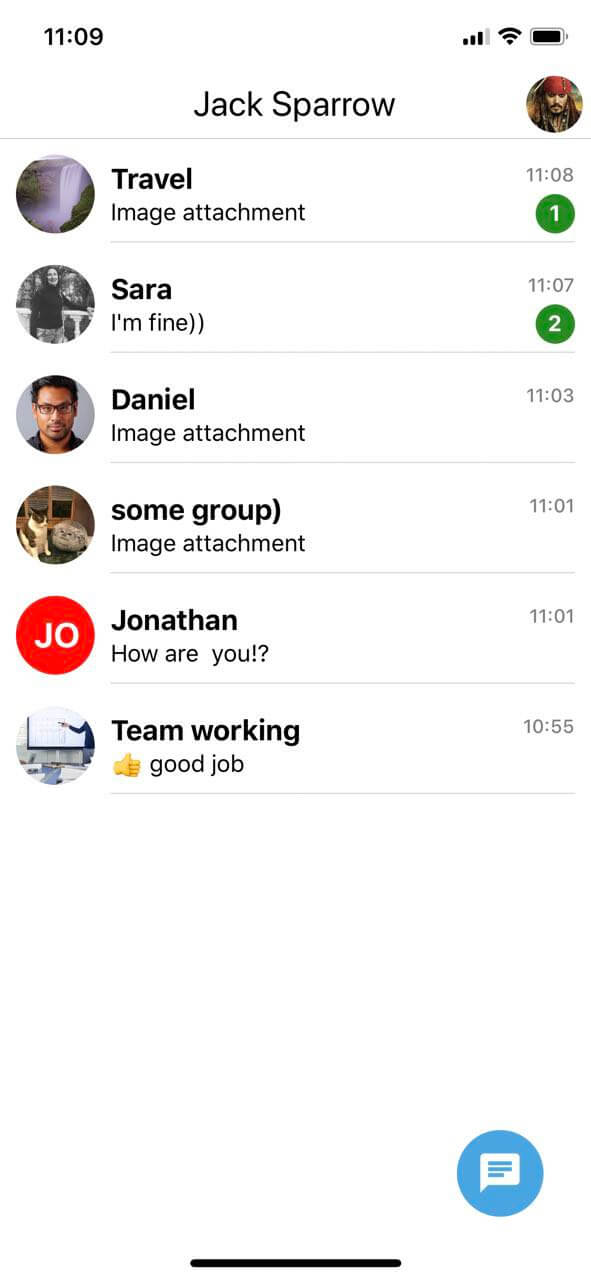 11:09
Jack Sparrow
Travel
11:08
Image attachment
1
Sara
11:07
I'm fine))
2
Daniel
11:03
Image attachment
some group)
11:01
Image attachment
JO
Jonathan
11:01
How are  you!?
Team working
10:55
👍 good job